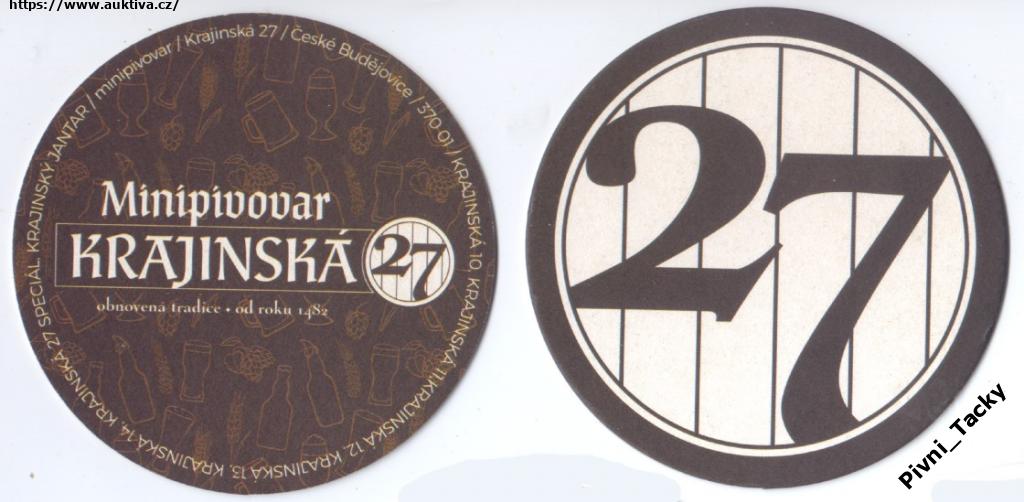 https://www.auktiva.cz/
KRAJINSKÝ JANTAR / minipivovar / Krajinská 27 / České Budějovice / 370 01 / KRAJINSKÁ 10, KRAJINSKÁ 11, KRAJINSKÁ 12, KRAJINSKÁ 13, KRAJINSKÁ 14, KRAJINSKÁ 27 SPECIÁL,
Minipivovar
KRAJINSKÁ 27
obnovená tradice • od roku 1482
27
Pivni_Tacky